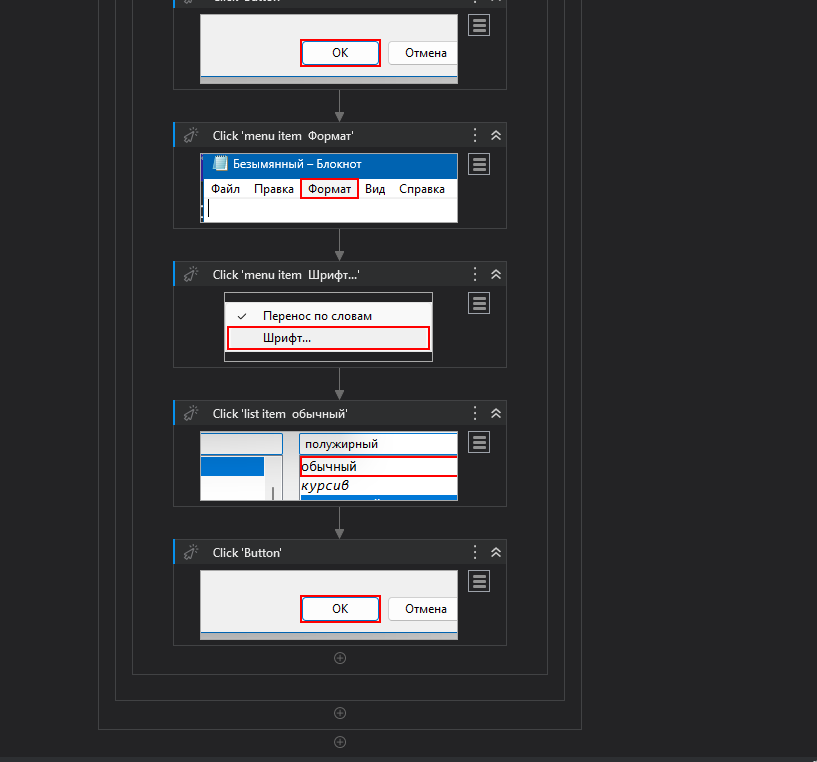 OK Отмена
Click 'menu item Формат'
Безымянный – Блокнот
Файл Правка Формат Вид Справка
Click 'menu item Шрифт...'
Перенос по словам
Шрифт...
Click 'list item обычный'
полужирный
обычный
курсив
Click 'Button'
OK Отмена